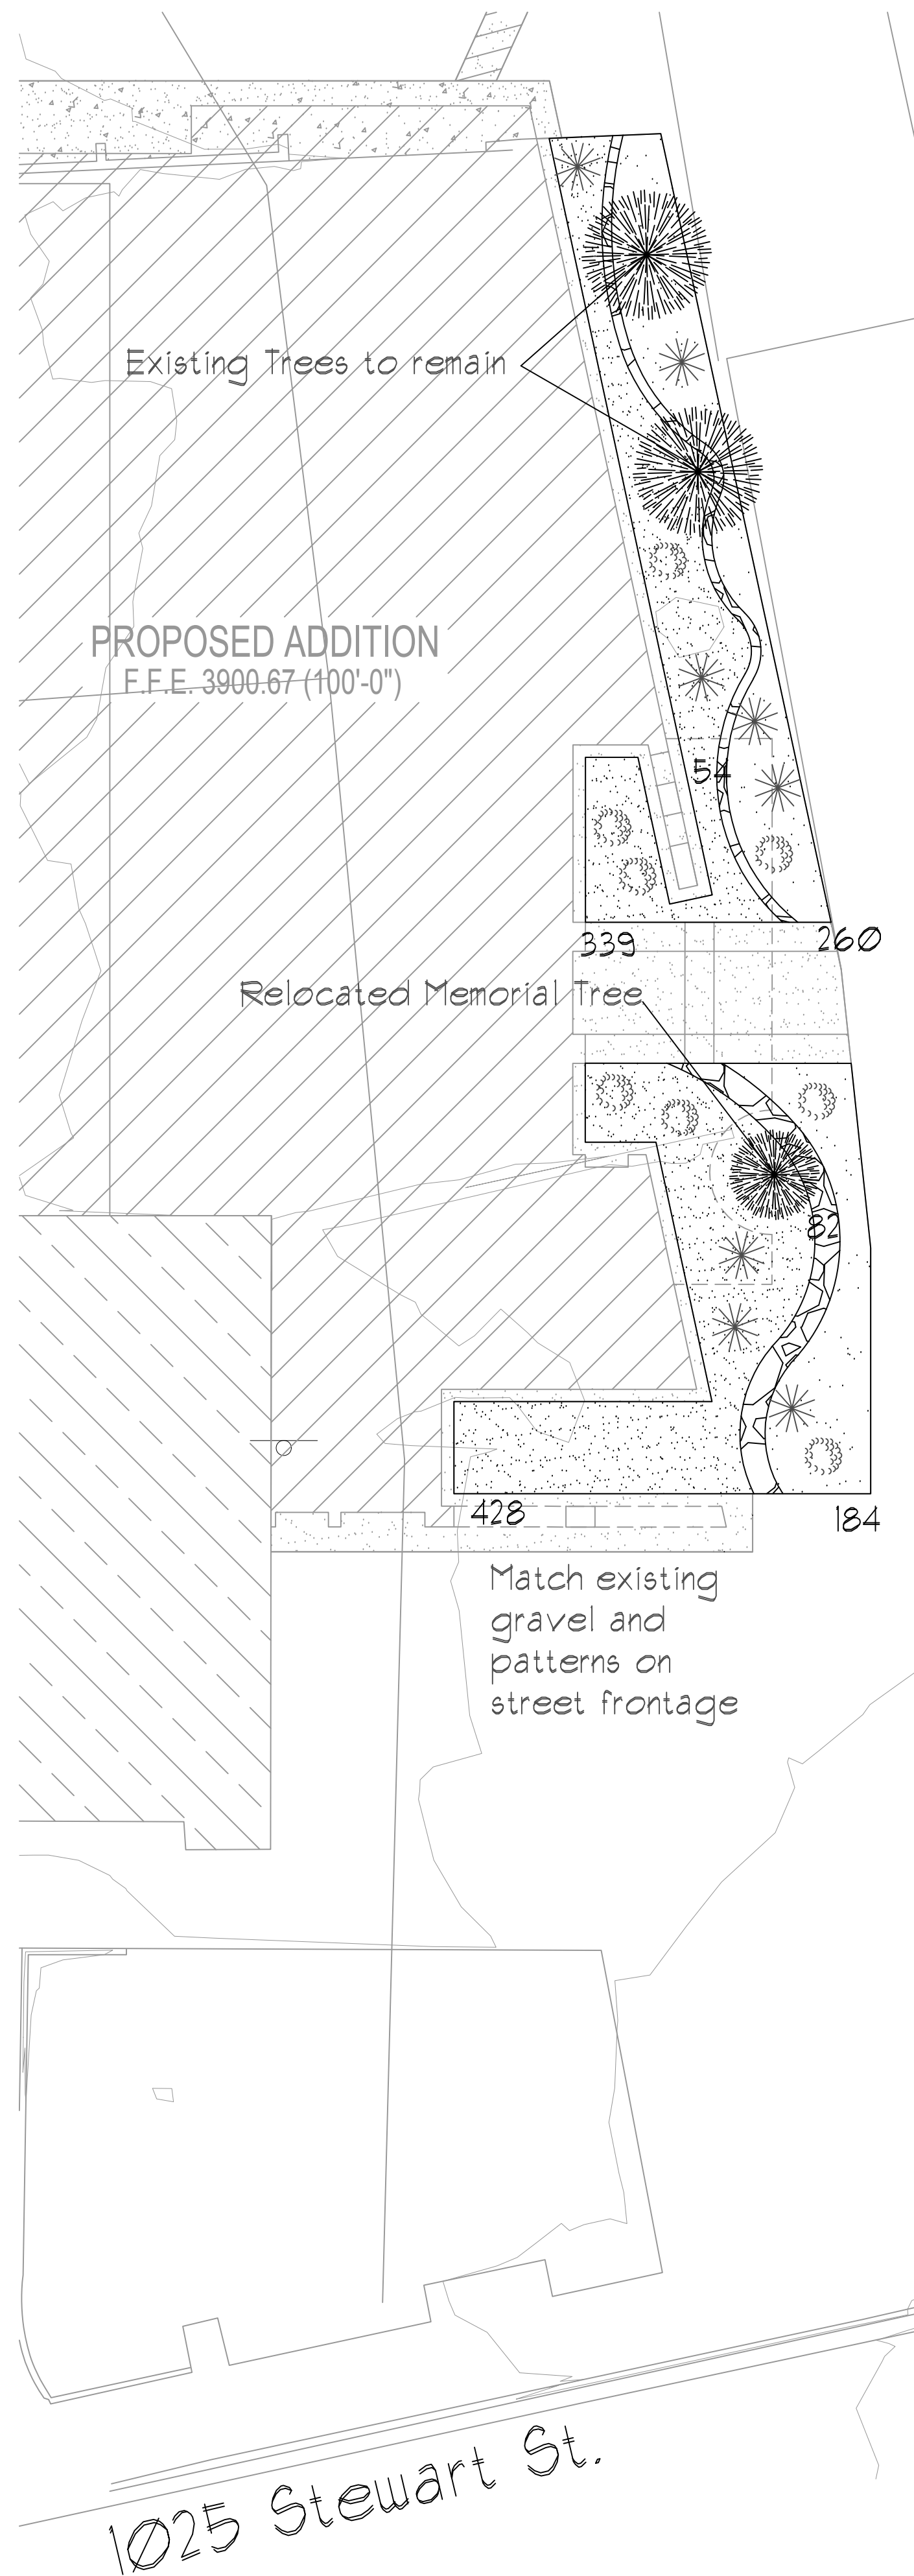 Existing Trees to remain
PROPOSED ADDITION
F.F.E. 3900.67 (100'-0")
54
339
260
Relocated Memorial Tree
82
428
184
Match existing
gravel and
patterns on
street frontage
1025 Stewart St.